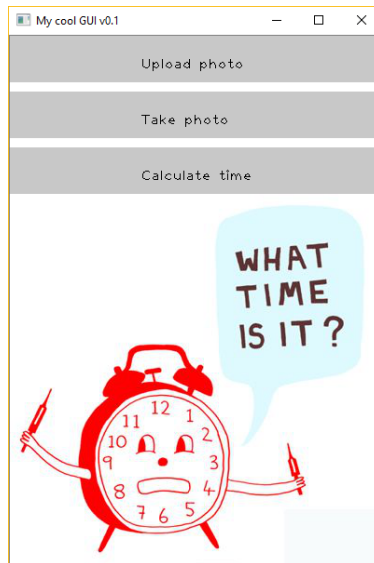 My cool GUI v0.1
Upload photo
Take photo
Calculate time
WHAT
TIME
IS IT?
12
11 1
10 2
9 3
8 4
7 6 5